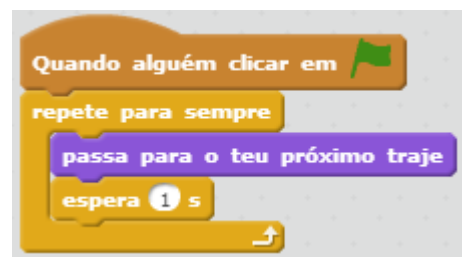 Quando alguém clicar em
repete para sempre
passa para o teu próximo traje
espera 1 s